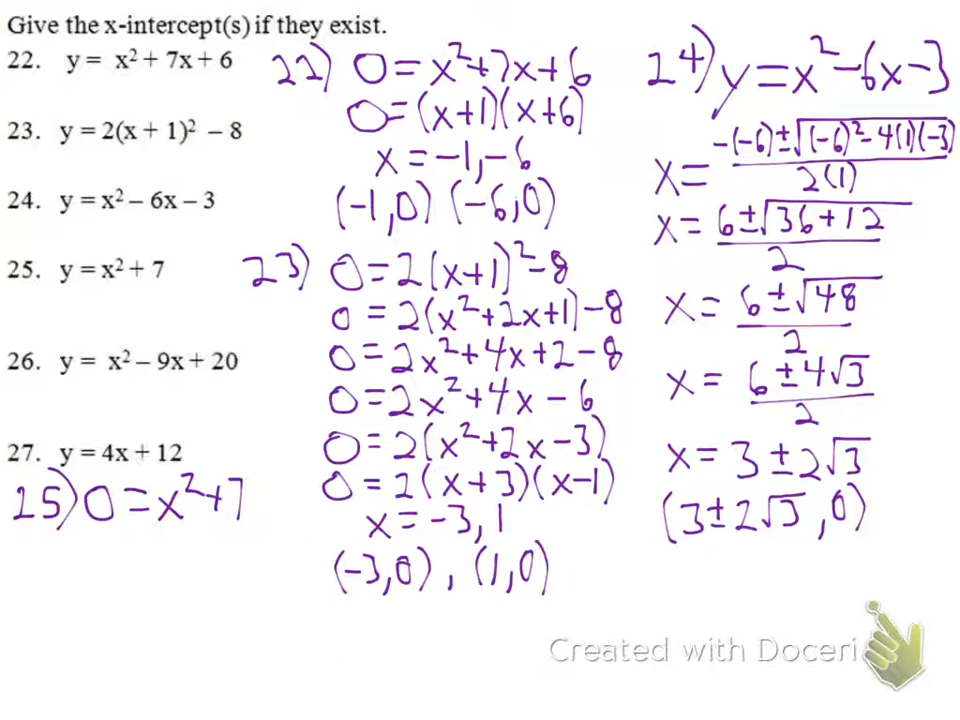 Give the x-intercept(s) if they exist.
22. y = x² + 7x + 6
23. y = 2(x + 1)² – 8
24. y = x² – 6x – 3
25. y = x² + 7
26. y = x² – 9x + 20
27. y = 4x + 12
22) 0 = x²+7x+6
0 = (x+1)(x+6)
x = -1, -6
(-1,0) (-6,0)
23) 0 = 2(x+1)²-8
0 = 2(x²+2x+1)-8
0 = 2x²+4x+2-8
0 = 2x²+4x-6
0 = 2(x²+2x-3)
0 = 2(x+3)(x-1)
x = -3, 1
(-3,0), (1,0)
24) y = x²-6x-3
x = -(-6)±√(-6)²-4(1)(-3)
2(1)
x = 6±√36+12
2
x = 6±√48
2
x = 6±4√3
2
x = 3±2√3
(3±2√3, 0)
25) 0 = x²+7
Created with Doceri